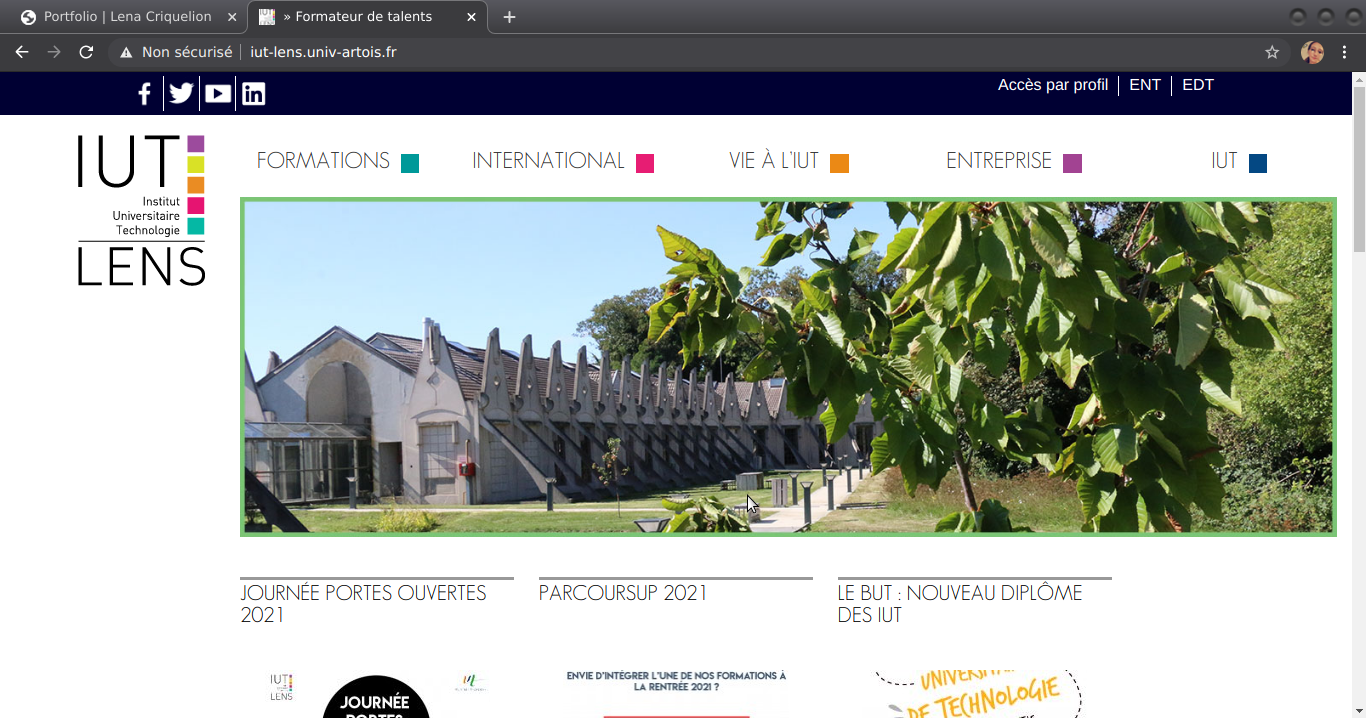 Portfolio | Lena Criquelion
» Formateur de talents
Non sécurisé
iut-lens.univ-artois.fr
Accès par profil
ENT
EDT
IUT
Institut
Universitaire
Technologie
LENS
FORMATIONS
INTERNATIONAL
VIE À L'IUT
ENTREPRISE
IUT
JOURNÉE PORTES OUVERTES
2021
PARCOURSUP 2021
LE BUT : NOUVEAU DIPLÔME
DES IUT
IUT
LENS
JOURNÉE
PORTES
ENVIE D'INTÉGRER L'UNE DE NOS FORMATIONS À
LA RENTRÉE 2021 ?
DE TECHNOLOGIE